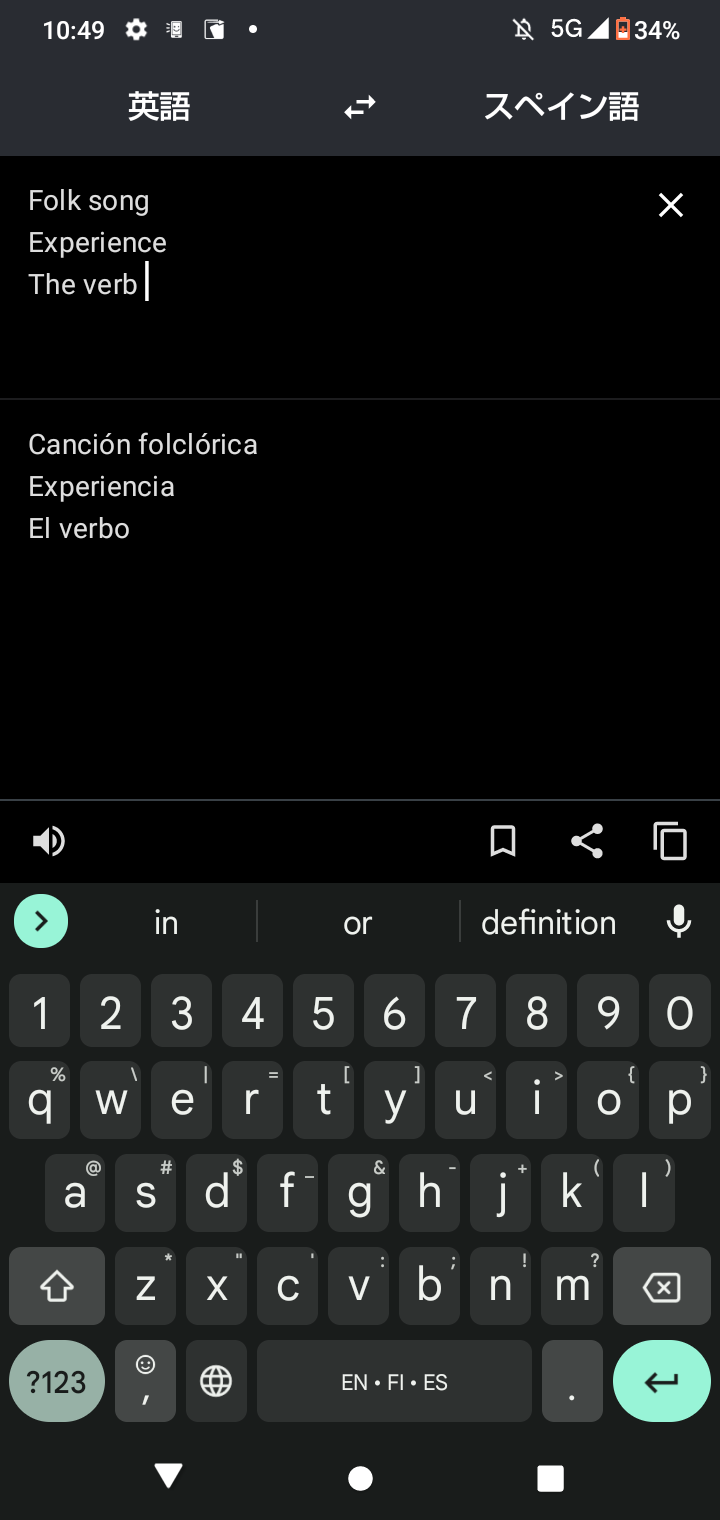 10:49 5G 34%
英語 スペイン語
Folk song
Experience
The verb
Canción folclórica
Experiencia
El verbo
in or definition
1 2 3 4 5 6 7 8 9 0
% \ | = [ ] < > { }
q w e r t y u i o p
@ # $ _ & - + ( )
a s d f g h j k l
* " ' : ; ! ?
z x c v b n m
?123 , EN • FI • ES .